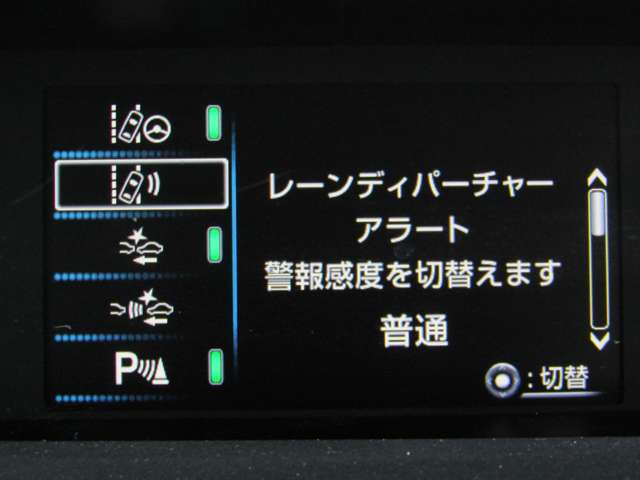 レーンディパーチャー
アラート
警報感度を切替えます
普通
:切替
P